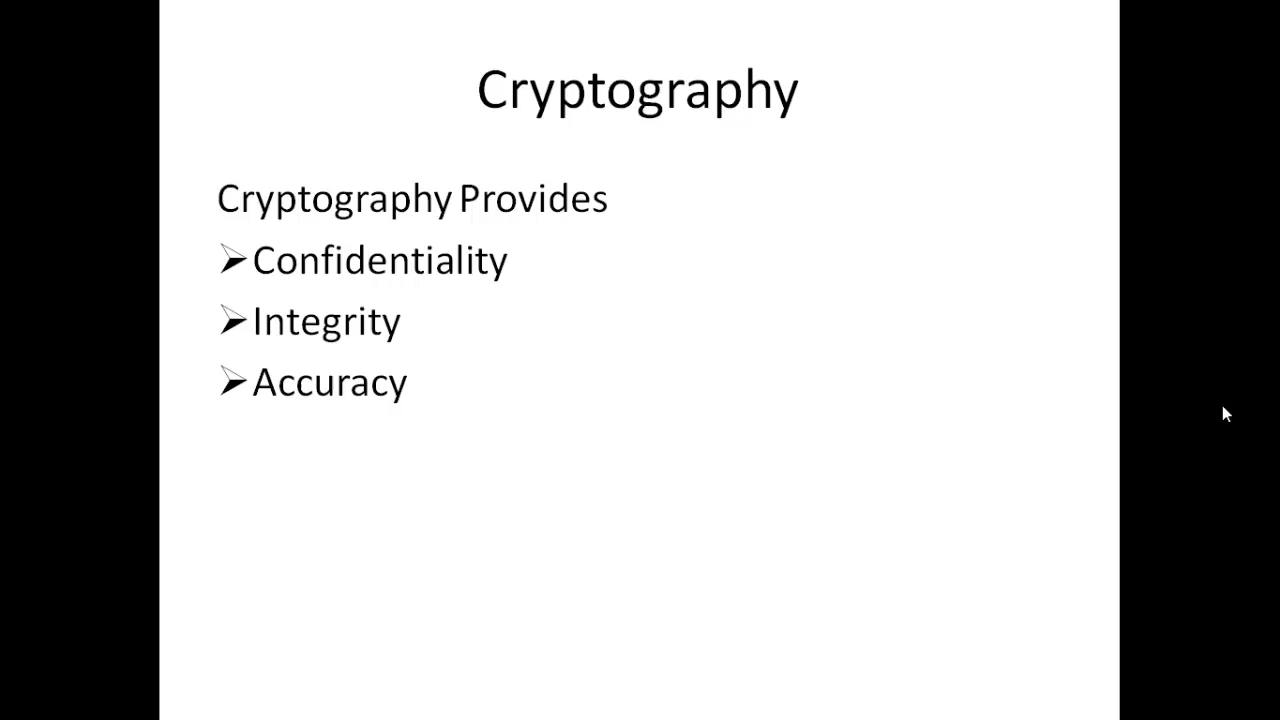 Cryptography
Cryptography Provides
➢Confidentiality
➢Integrity
➢Accuracy